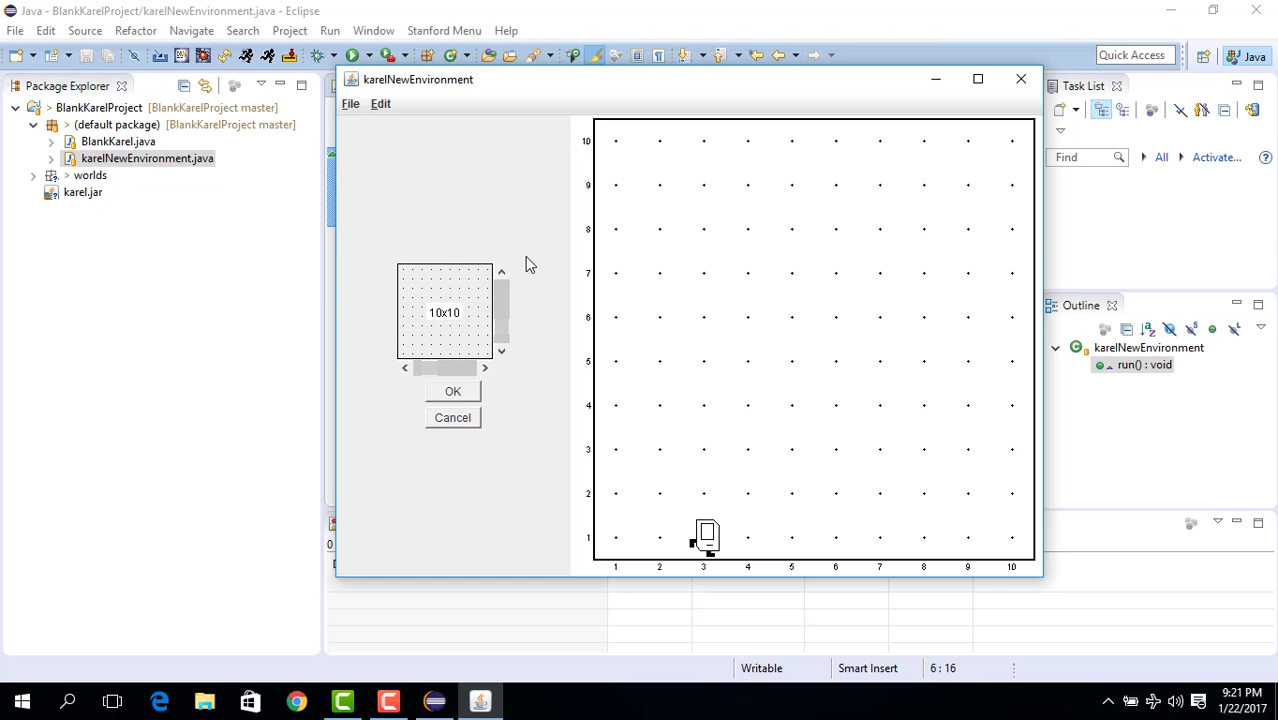 Java - BlankKarelProject/karelNewEnvironment.java - Eclipse
File Edit Source Refactor Navigate Search Project Run Window Stanford Menu Help
Quick Access
Java
Package Explorer
> BlankKarelProject [BlankKarelProject master]
> (default package) [BlankKarelProject master]
BlankKarel.java
karelNewEnvironment.java
> worlds
karel.jar
karelNewEnvironment
File Edit
10x10
OK
Cancel
10
9
8
7
6
5
4
3
2
1
1 2 3 4 5 6 7 8 9 10
Task List
Find
All
Activate...
Outline
karelNewEnvironment
run() : void
0
Writable
Smart Insert
6 : 16
9:21 PM
1/22/2017